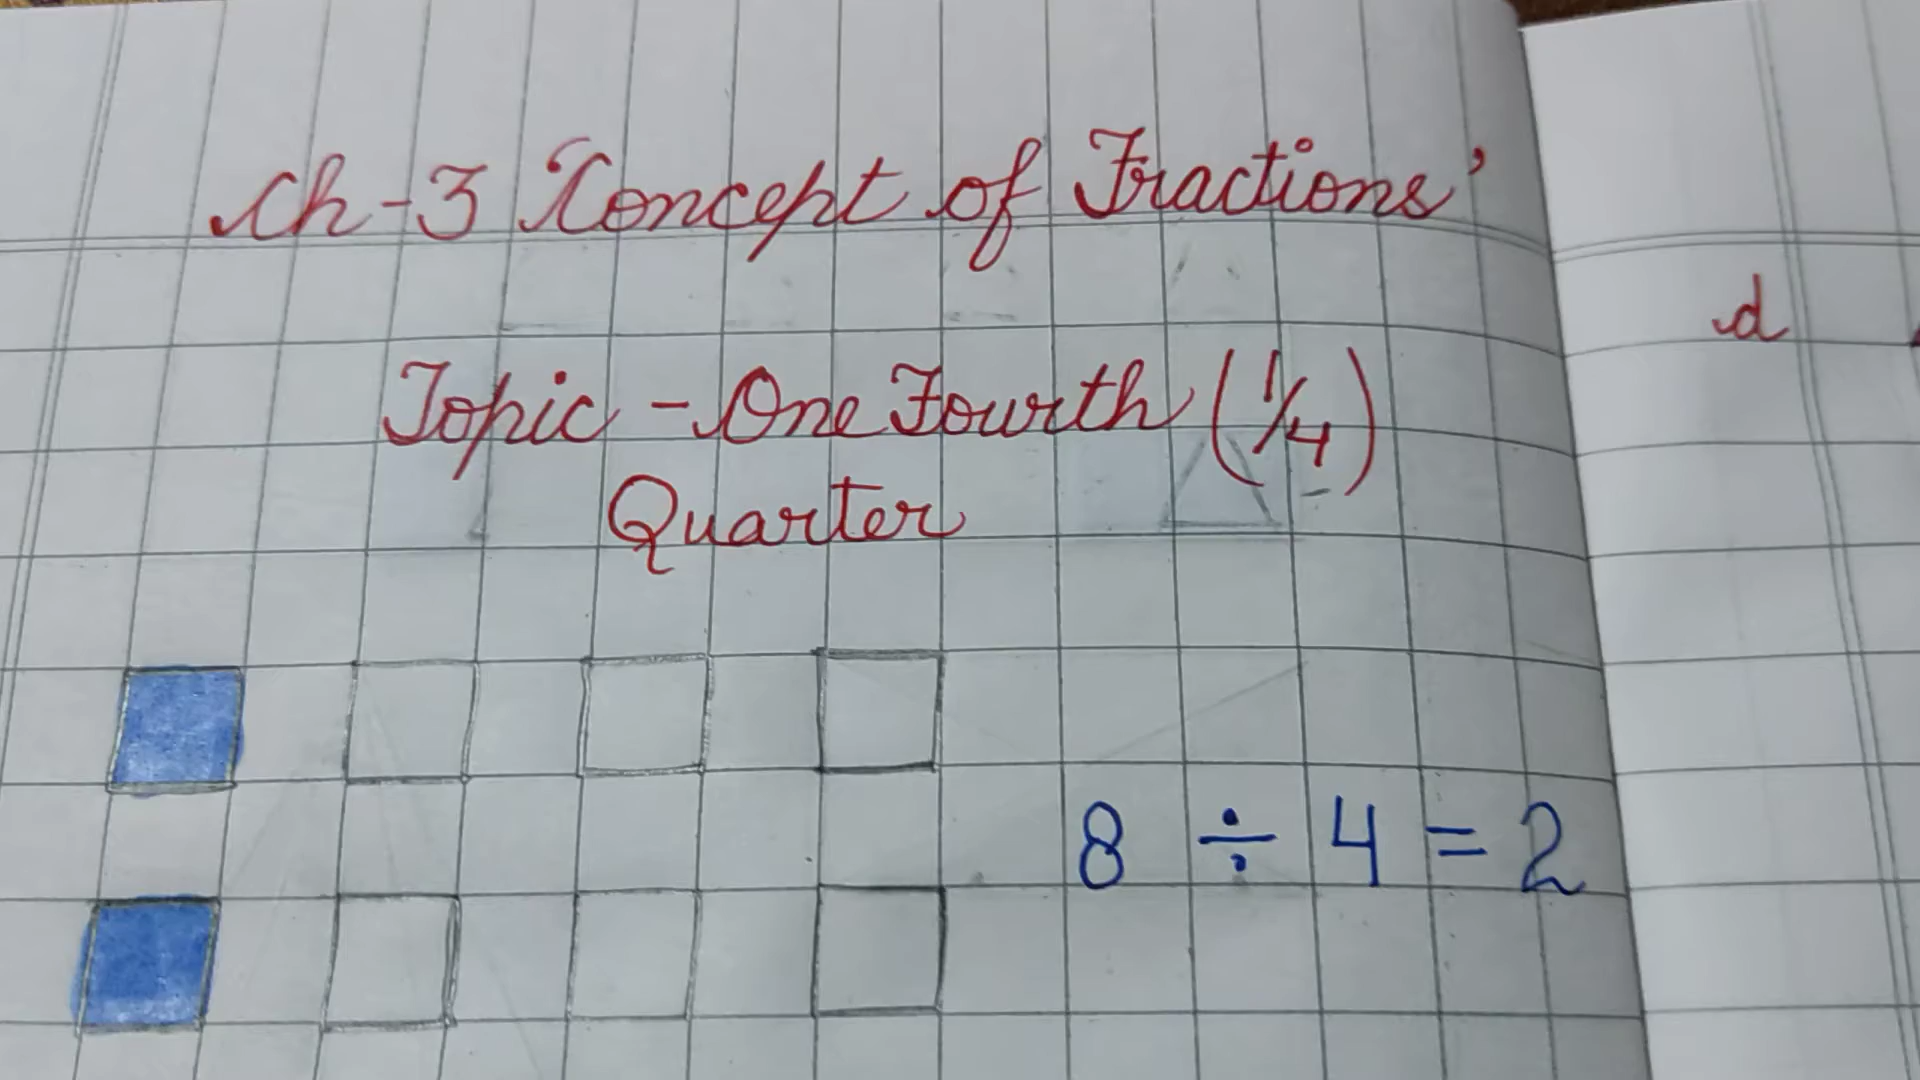 Ch-3 'Concept of Fractions'
Topic - One Fourth (1/4)
Quarter
8 ÷ 4 = 2
d